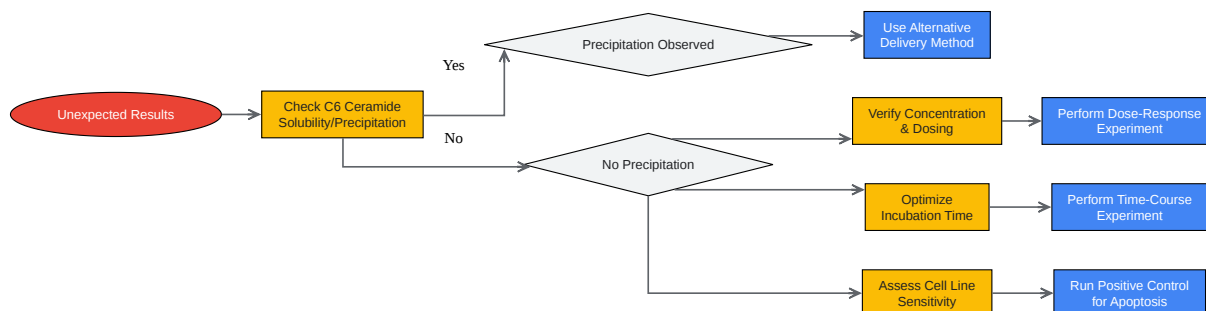 Precipitation Observed
Use Alternative
Delivery Method
Yes
Unexpected Results
Check C6 Ceramide
Solubility/Precipitation
No
No Precipitation
Verify Concentration
& Dosing
Perform Dose-Response
Experiment
Optimize
Incubation Time
Perform Time-Course
Experiment
Assess Cell Line
Sensitivity
Run Positive Control
for Apoptosis